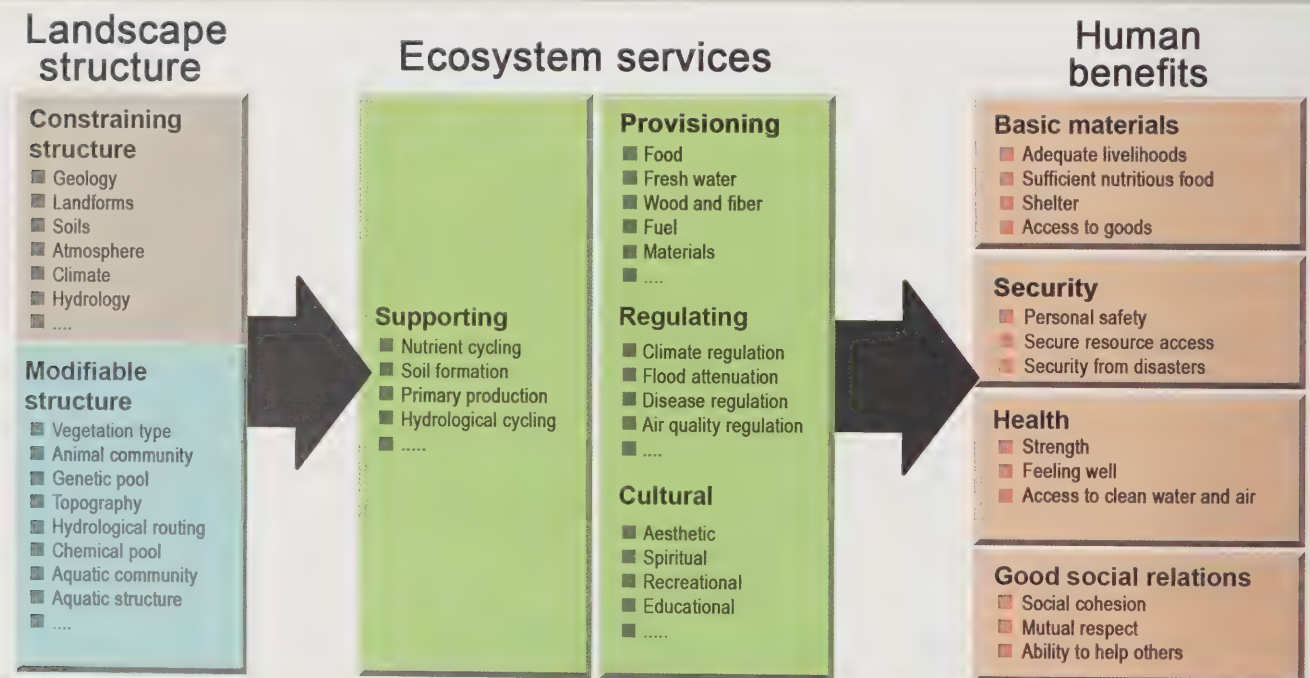 Landscape
structure
Constraining
structure
Geology
Landforms
Soils
Atmosphere
Climate
Hydrology
....
Modifiable
structure
Vegetation type
Animal community
Genetic pool
Topography
Hydrological routing
Chemical pool
Aquatic community
Aquatic structure
....
Ecosystem services
Supporting
Nutrient cycling
Soil formation
Primary production
Hydrological cycling
.....
Provisioning
Food
Fresh water
Wood and fiber
Fuel
Materials
....
Regulating
Climate regulation
Flood attenuation
Disease regulation
Air quality regulation
....
Cultural
Aesthetic
Spiritual
Recreational
Educational
.....
Human
benefits
Basic materials
Adequate livelihoods
Sufficient nutritious food
Shelter
Access to goods
Security
Personal safety
Secure resource access
Security from disasters
Health
Strength
Feeling well
Access to clean water and air
Good social relations
Social cohesion
Mutual respect
Ability to help others